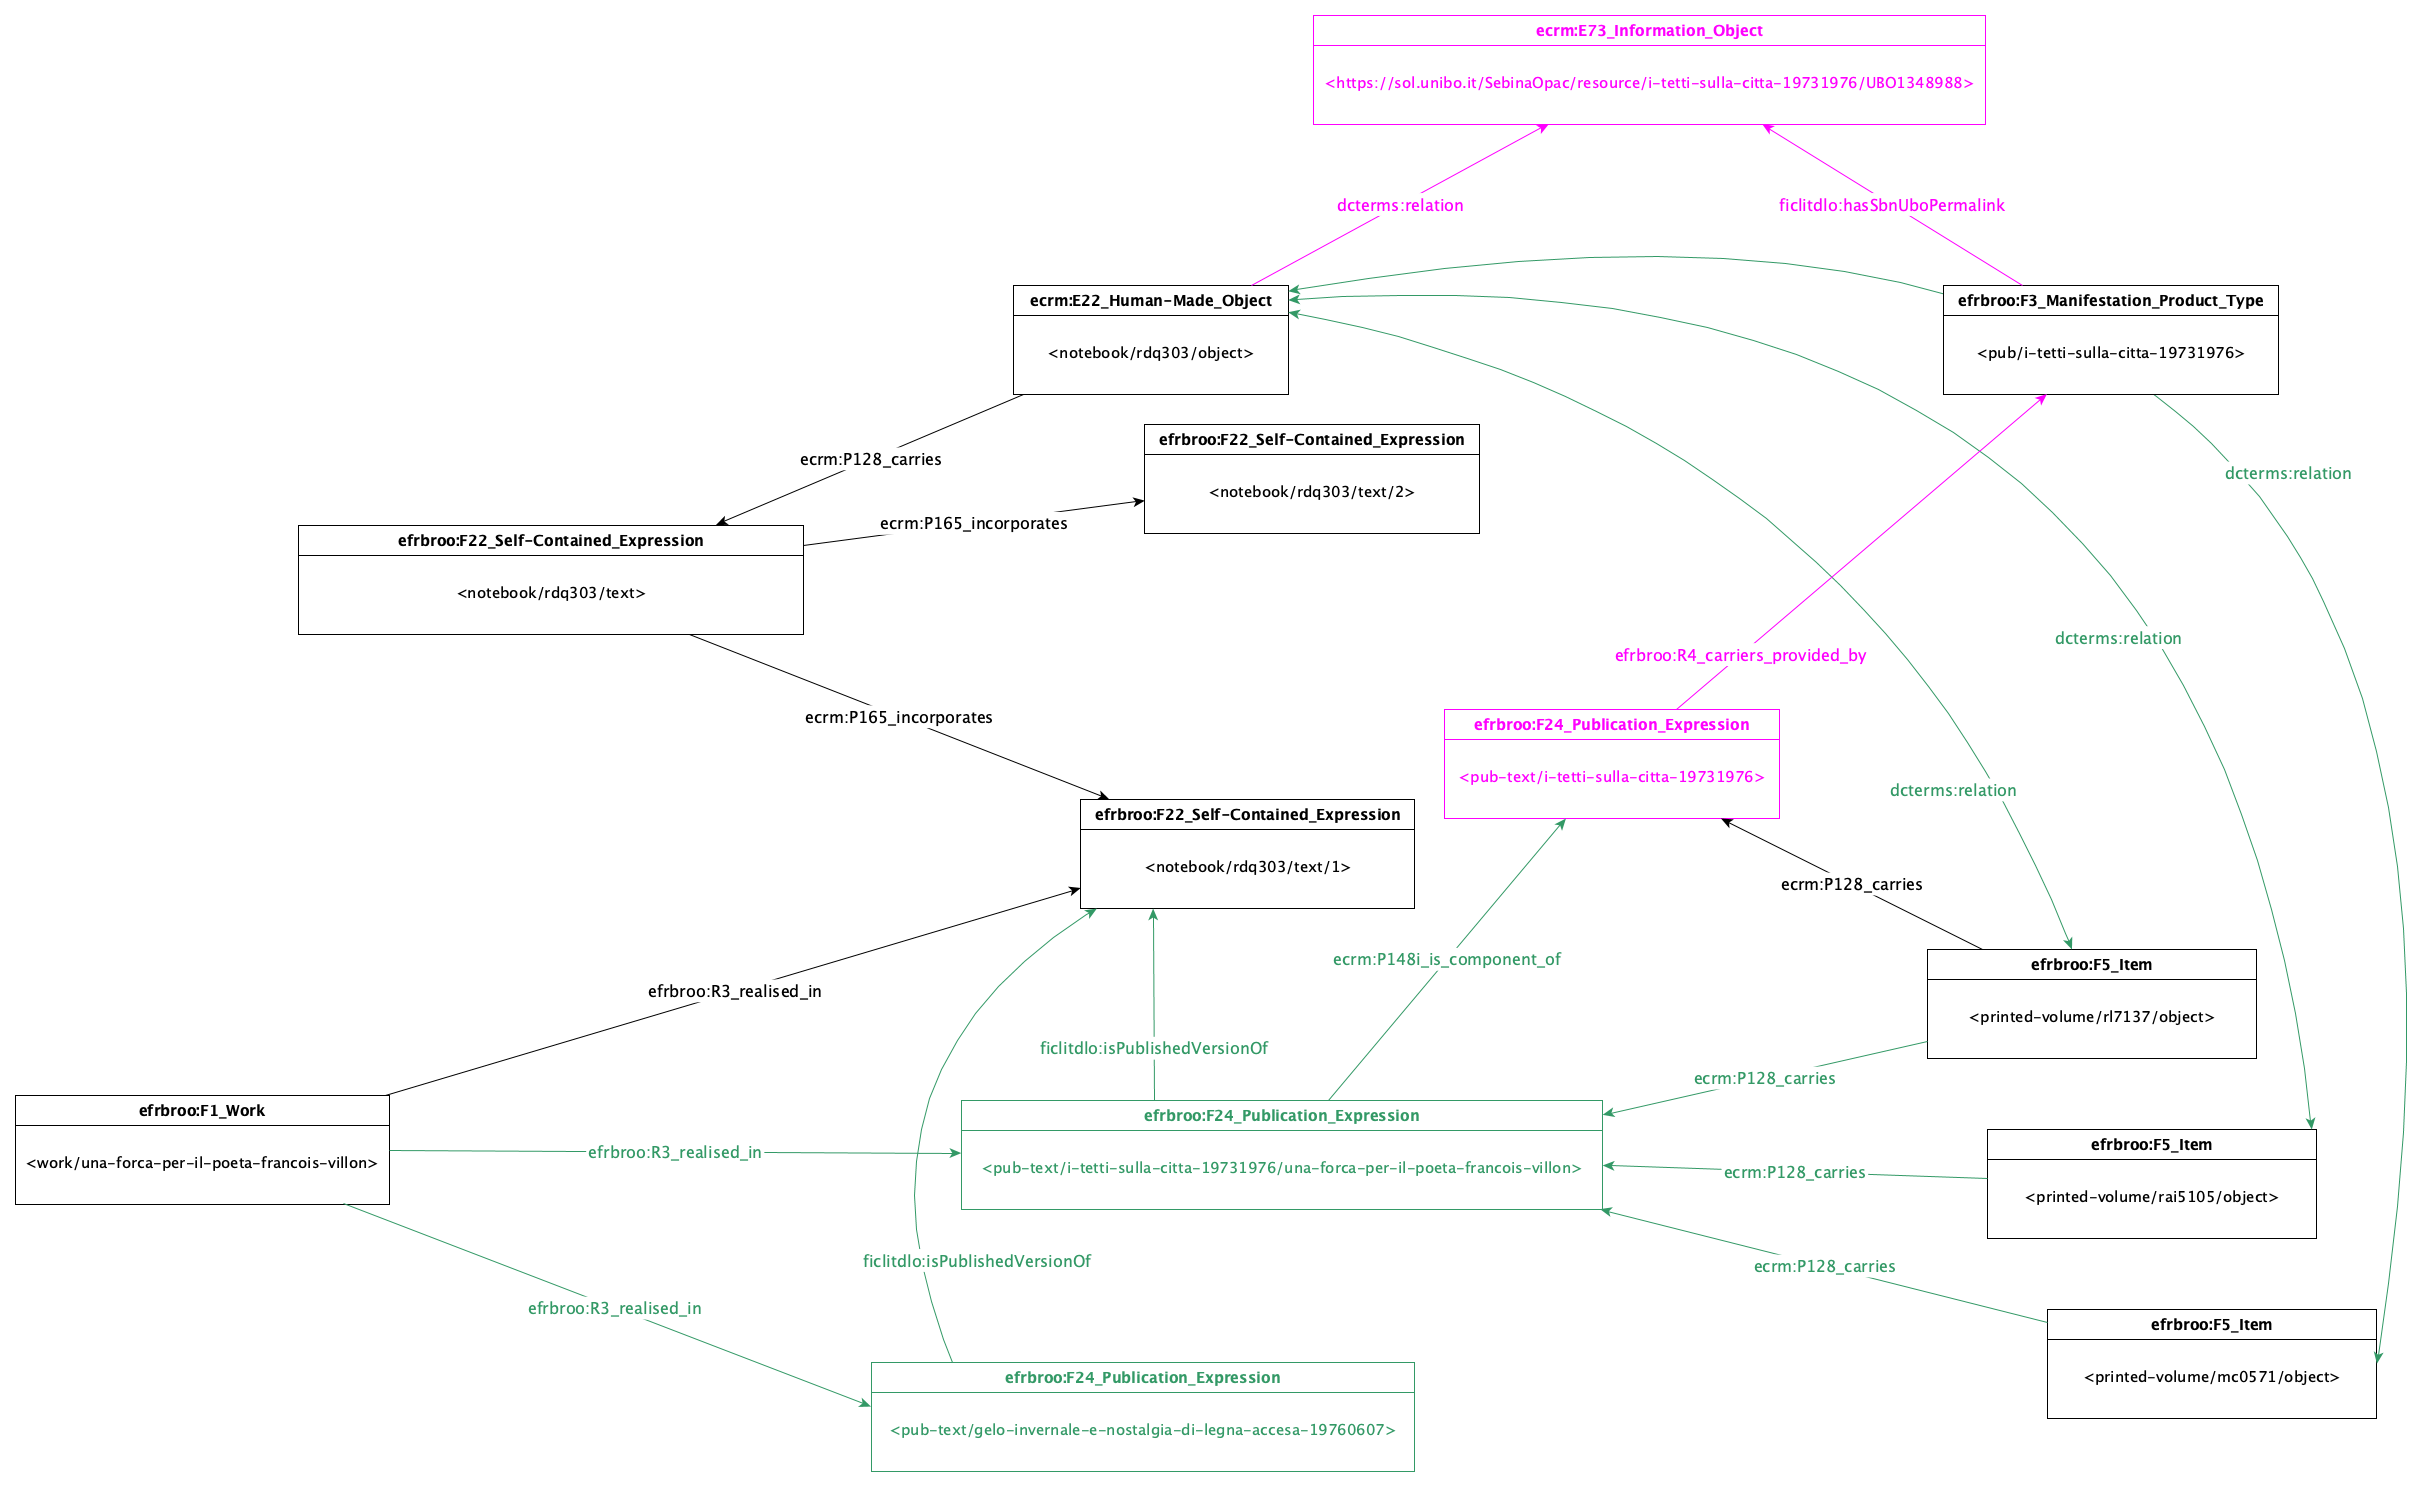 ecrm:E73_Information_Object
<https://sol.unibo.it/SebinaOpac/resource/i-tetti-sulla-citta-19731976/UBO1348988>
dcterms:relation
ficlitdlo:hasSbnUboPermalink
ecrm:E22_Human-Made_Object
<notebook/rdq303/object>
efrbroo:F3_Manifestation_Product_Type
<pub/i-tetti-sulla-citta-19731976>
ecrm:P128_carries
efrbroo:F22_Self-Contained_Expression
<notebook/rdq303/text/2>
dcterms:relation
ecrm:P165_incorporates
efrbroo:F22_Self-Contained_Expression
<notebook/rdq303/text>
dcterms:relation
efrbroo:R4_carriers_provided_by
ecrm:P165_incorporates
efrbroo:F24_Publication_Expression
<pub-text/i-tetti-sulla-citta-19731976>
dcterms:relation
efrbroo:F22_Self-Contained_Expression
<notebook/rdq303/text/1>
ecrm:P128_carries
ecrm:P148i_is_component_of
efrbroo:F5_Item
<printed-volume/rl7137/object>
efrbroo:R3_realised_in
ficlitdlo:isPublishedVersionOf
ecrm:P128_carries
efrbroo:F1_Work
<work/una-forca-per-il-poeta-francois-villon>
efrbroo:R3_realised_in
efrbroo:F24_Publication_Expression
<pub-text/i-tetti-sulla-citta-19731976/una-forca-per-il-poeta-francois-villon>
ecrm:P128_carries
efrbroo:F5_Item
<printed-volume/rai5105/object>
ficlitdlo:isPublishedVersionOf
ecrm:P128_carries
efrbroo:R3_realised_in
efrbroo:F5_Item
<printed-volume/mc0571/object>
efrbroo:F24_Publication_Expression
<pub-text/gelo-invernale-e-nostalgia-di-legna-accesa-19760607>